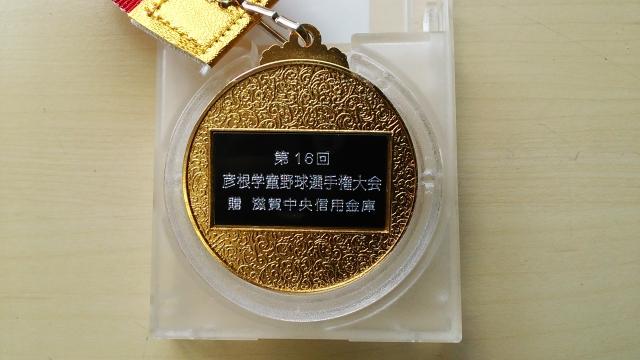 第16回
彦根学童野球選手権大会
贈 滋賀中央信用金庫